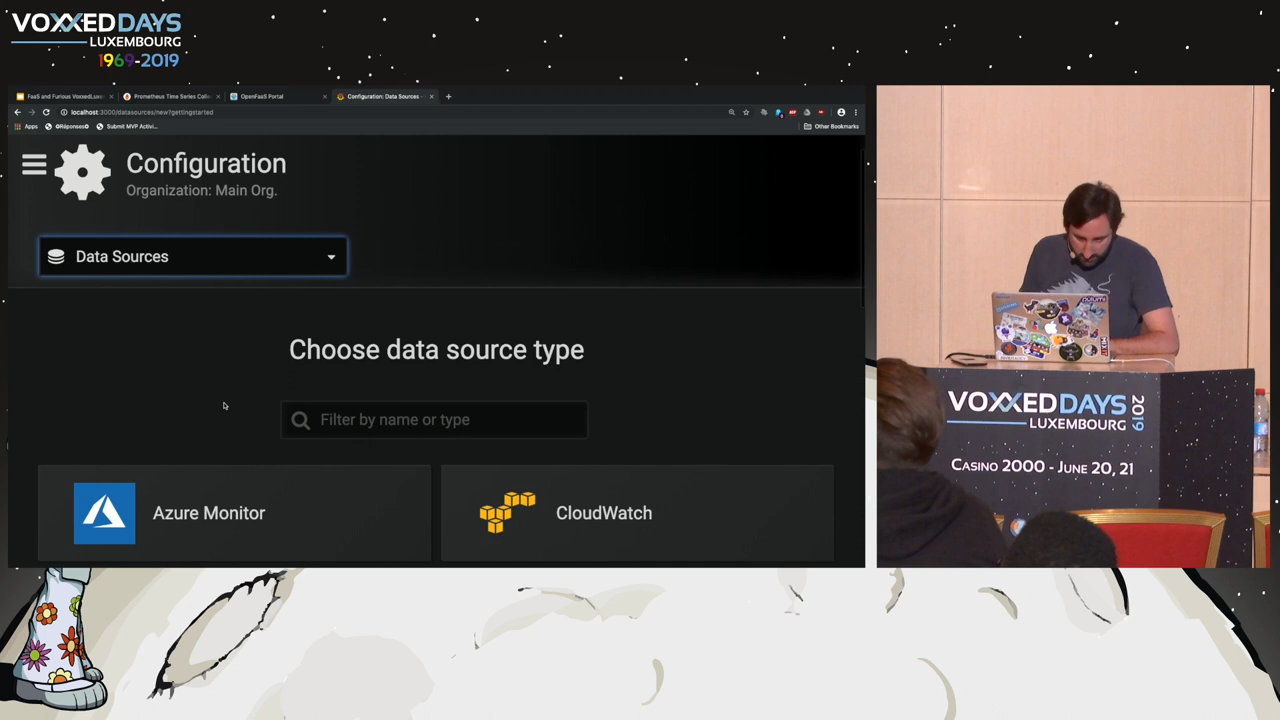 VOXXED DAYS
LUXEMBOURG
1969-2019
FaaS and Furious VoxxedLux
Prometheus Time Series Colle
OpenFaaS Portal
Configuration: Data Sources -
localhost:3000/datasources/new?gettingstarted
Apps
Submit MVP Activi...
Other Bookmarks
Configuration
Organization: Main Org.
Data Sources
Choose data source type
Filter by name or type
Azure Monitor
CloudWatch
VOXXED DAYS
2019
LUXEMBOURG
CASINO 2000 - JUNE 20, 21